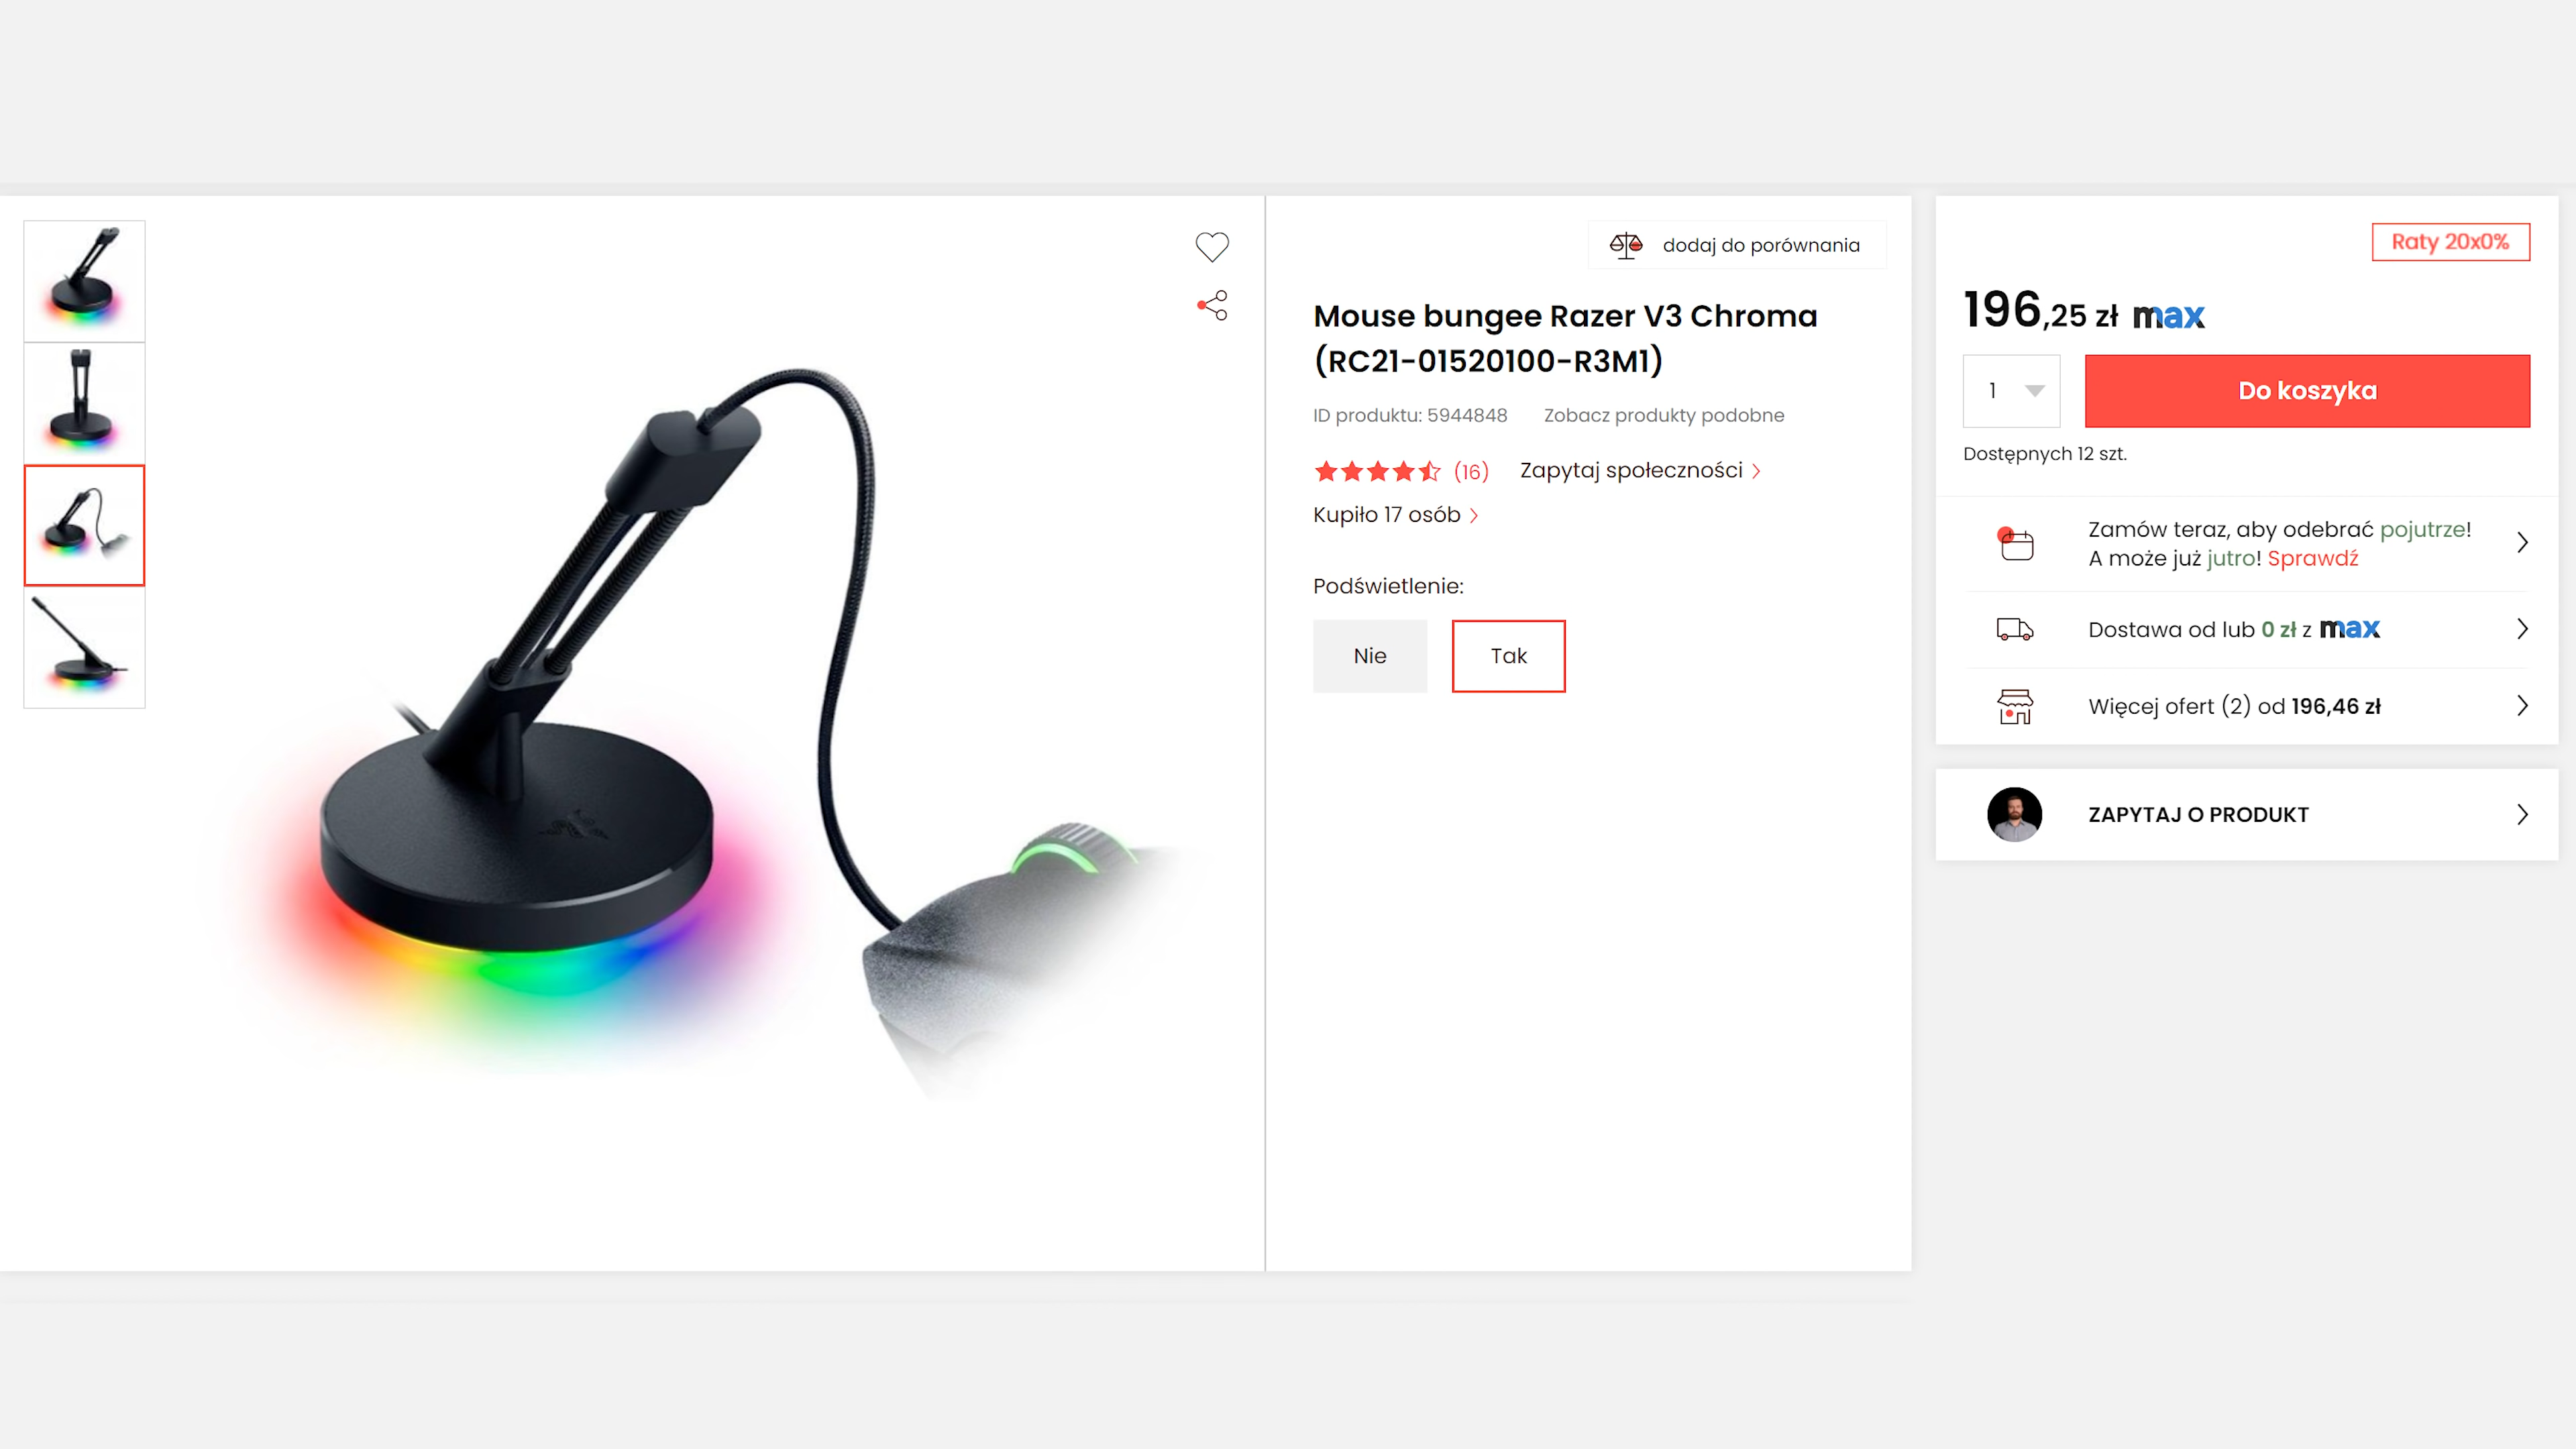 dodaj do porównania
Mouse bungee Razer V3 Chroma
(RC21-01520100-R3M1)
ID produktu: 5944848 Zobacz produkty podobne
(16) Zapytaj społeczności
Kupiło 17 osób
Podświetlenie:
Nie Tak
Raty 20x0%
196,25 zł max
1 Do koszyka
Dostępnych 12 szt.
Zamów teraz, aby odebrać pojutrze!
A może już jutro! Sprawdź
Dostawa od lub 0 zł z max
Więcej ofert (2) od 196,46 zł
ZAPYTAJ O PRODUKT